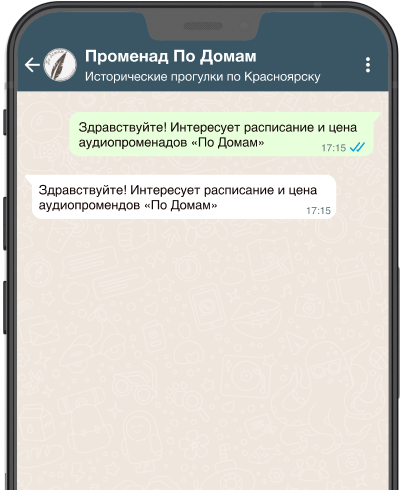 Променад По Домам
Исторические прогулки по Красноярску
Здравствуйте! Интересует расписание и цена
аудиопроменадов «По Домам»
17:15
Здравствуйте! Интересует расписание и цена
аудиопромендов «По Домам»
17:15